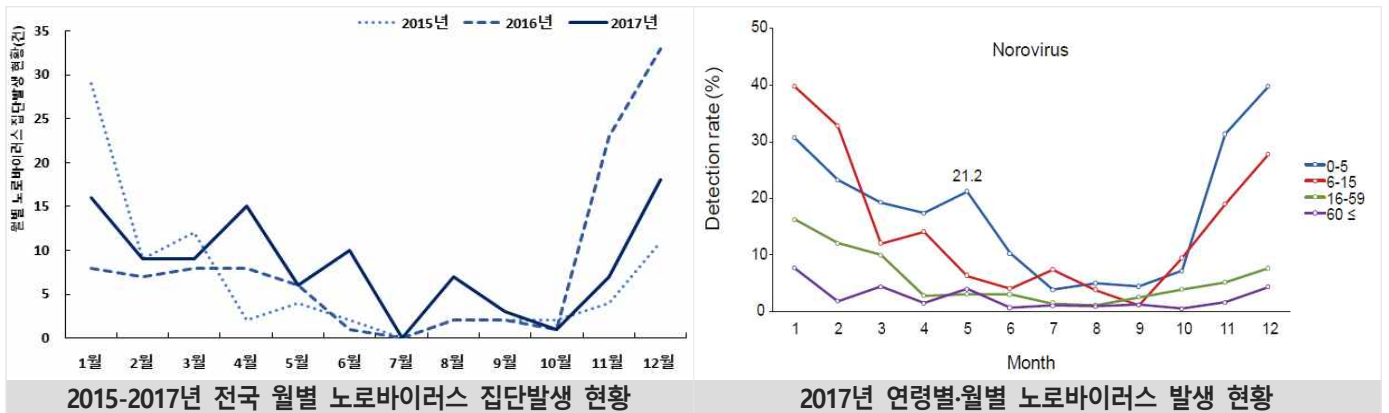 2015년 2016년 2017년
월별 노로바이러스 집단발생 현황(건)
35
30
25
20
15
10
5
0
1월 2월 3월 4월 5월 6월 7월 8월 9월 10월 11월 12월
2015-2017년 전국 월별 노로바이러스 집단발생 현황
Norovirus
Detection rate (%)
50
40
30
20
10
0
21.2
0-5
6-15
16-59
60 ≤
1 2 3 4 5 6 7 8 9 10 11 12
Month
2017년 연령별·월별 노로바이러스 발생 현황